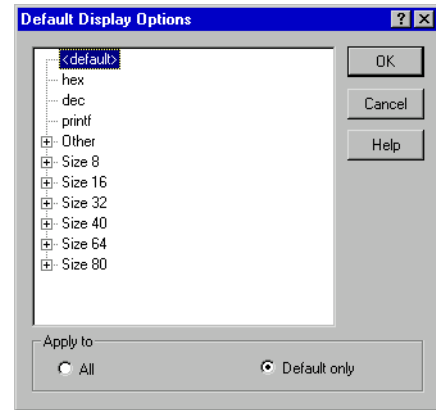 Default Display Options
<default>
OK
hex
dec
Cancel
printf
Other
Help
Size 8
Size 16
Size 32
Size 40
Size 64
Size 80
Apply to
All
Default only